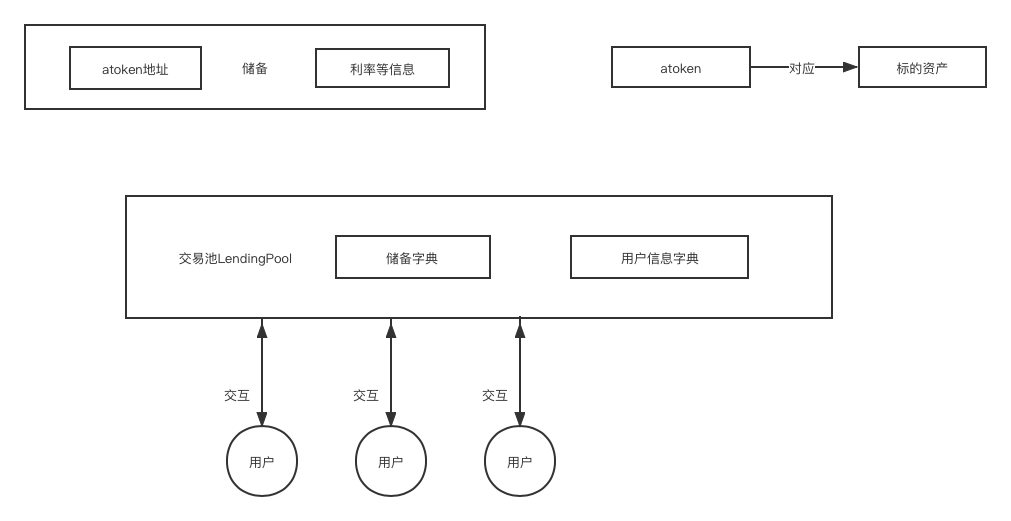 atoken地址
储备
利率等信息
atoken
对应
标的资产
交易池LendingPool
储备字典
用户信息字典
交互
交互
交互
用户
用户
用户